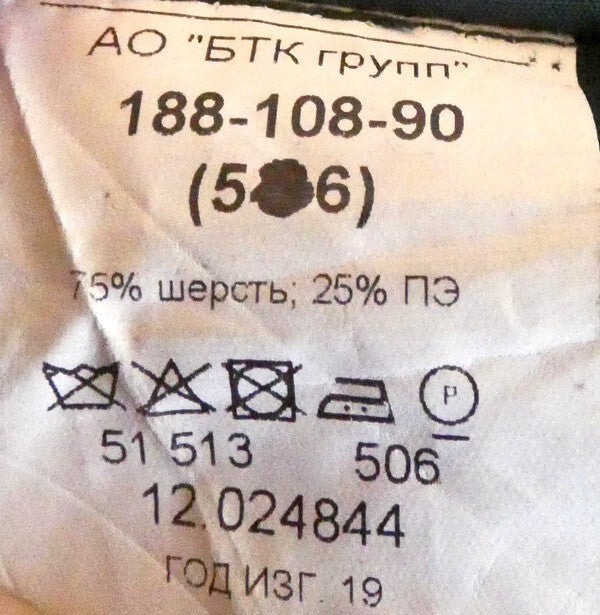 АО "БТК групп"
188-108-90
75% шерсть; 25% ПЭ
P
51 513 506
12.024844
ГОД ИЗГ. 19